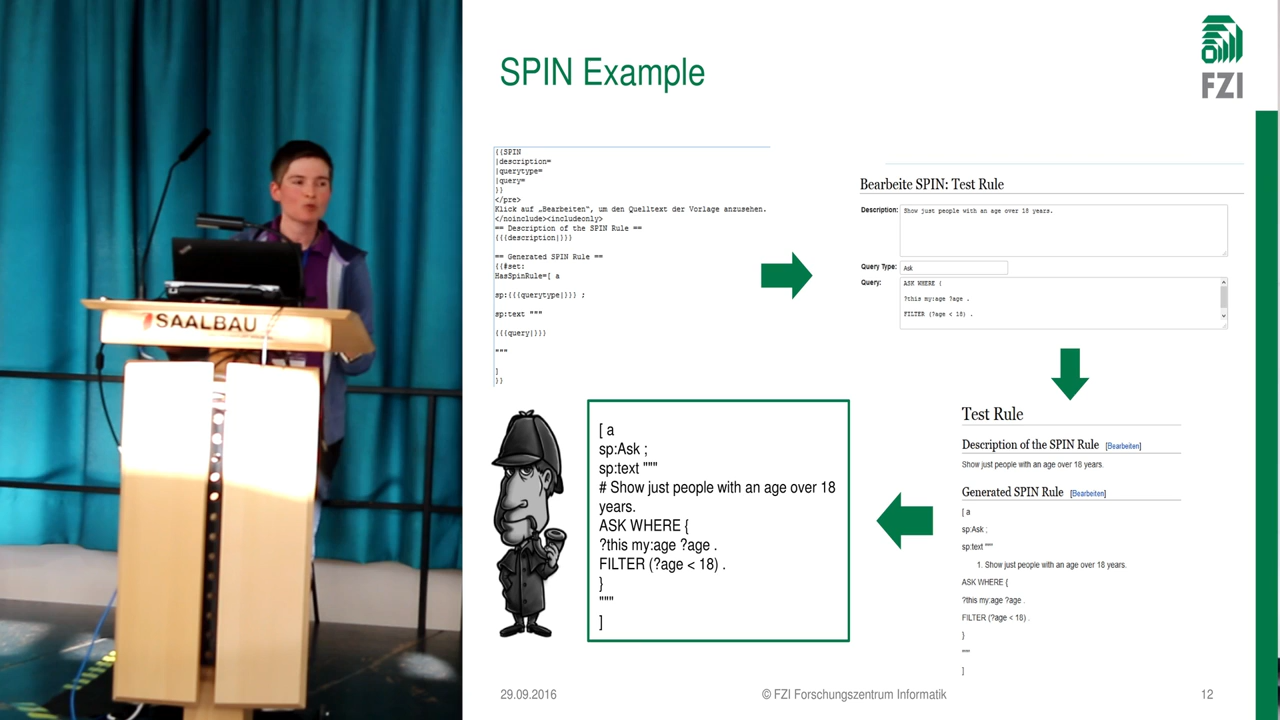 SPIN Example
FZI
{{SPIN
|description=
|querytype=
|query=
}}
</pre>
Klick auf „Bearbeiten“, um den Quelltext der Vorlage anzusehen.
</noinclude><includeonly>
== Description of the SPIN Rule ==
{{{description|}}}
== Generated SPIN Rule ==
{{#set:
HasSpinRule=[ a
sp:{{{querytype|}}} ;
sp:text """
{{{query|}}}
"""
]
}}
Bearbeite SPIN: Test Rule
Description: Show just people with an age over 18 years.
Query Type: Ask
Query: ASK WHERE {
?this my:age ?age .
FILTER (?age < 18) .
Test Rule
Description of the SPIN Rule [Bearbeiten]
Show just people with an age over 18 years.
Generated SPIN Rule [Bearbeiten]
[ a
sp:Ask ;
sp:text """
1. Show just people with an age over 18 years.
ASK WHERE {
?this my:age ?age .
FILTER (?age < 18) .
}
"""
]
[ a
sp:Ask ;
sp:text """
# Show just people with an age over 18
years.
ASK WHERE {
?this my:age ?age .
FILTER (?age < 18) .
}
"""
]
SAALBAU
29.09.2016
© FZI Forschungszentrum Informatik
12